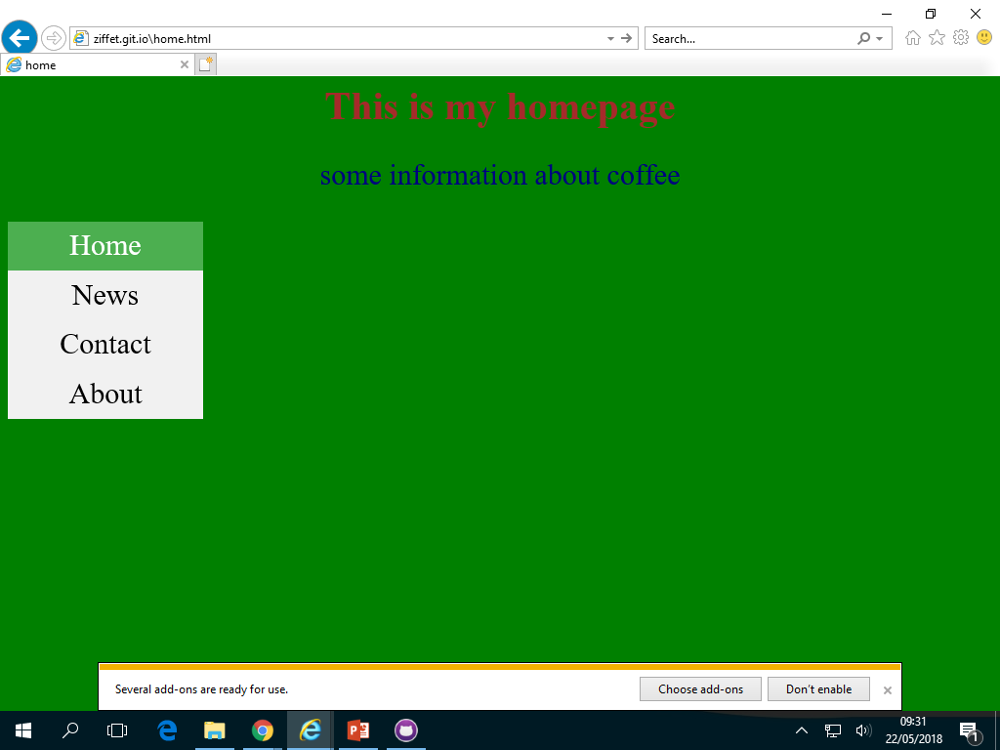 ziffet.git.io\home.html
Search...
home
This is my homepage
some information about coffee
Home
News
Contact
About
Several add-ons are ready for use.
Choose add-ons
Don't enable
09:31
22/05/2018
1